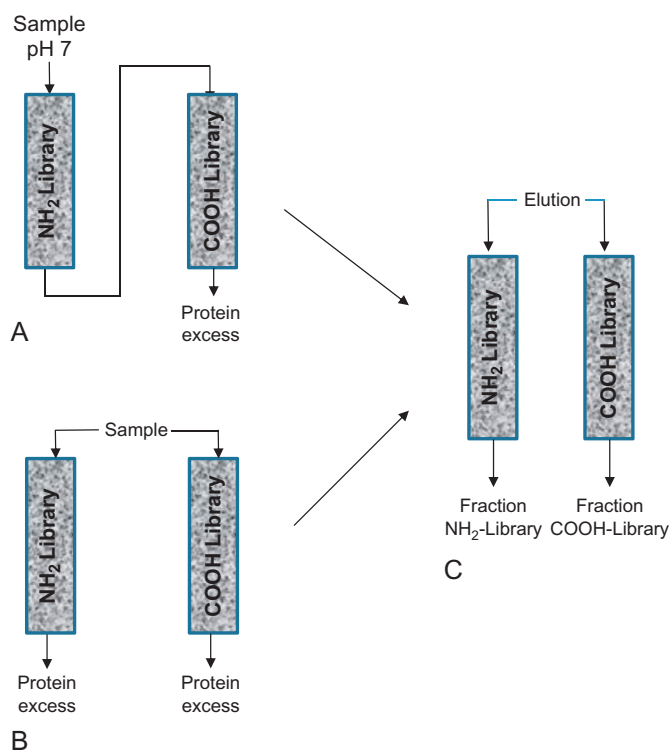 Sample
pH 7
NH₂ Library
COOH Library
Protein
excess
A
Sample
NH₂ Library
COOH Library
Protein
excess
Protein
excess
B
Elution
NH₂ Library
COOH Library
Fraction
NH₂-Library
Fraction
COOH-Library
C